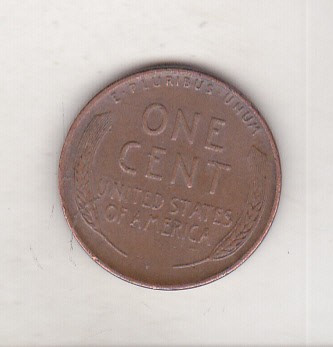 E·PLURIBUS·UNUM
ONE
CENT
UNITED STATES
OF AMERICA